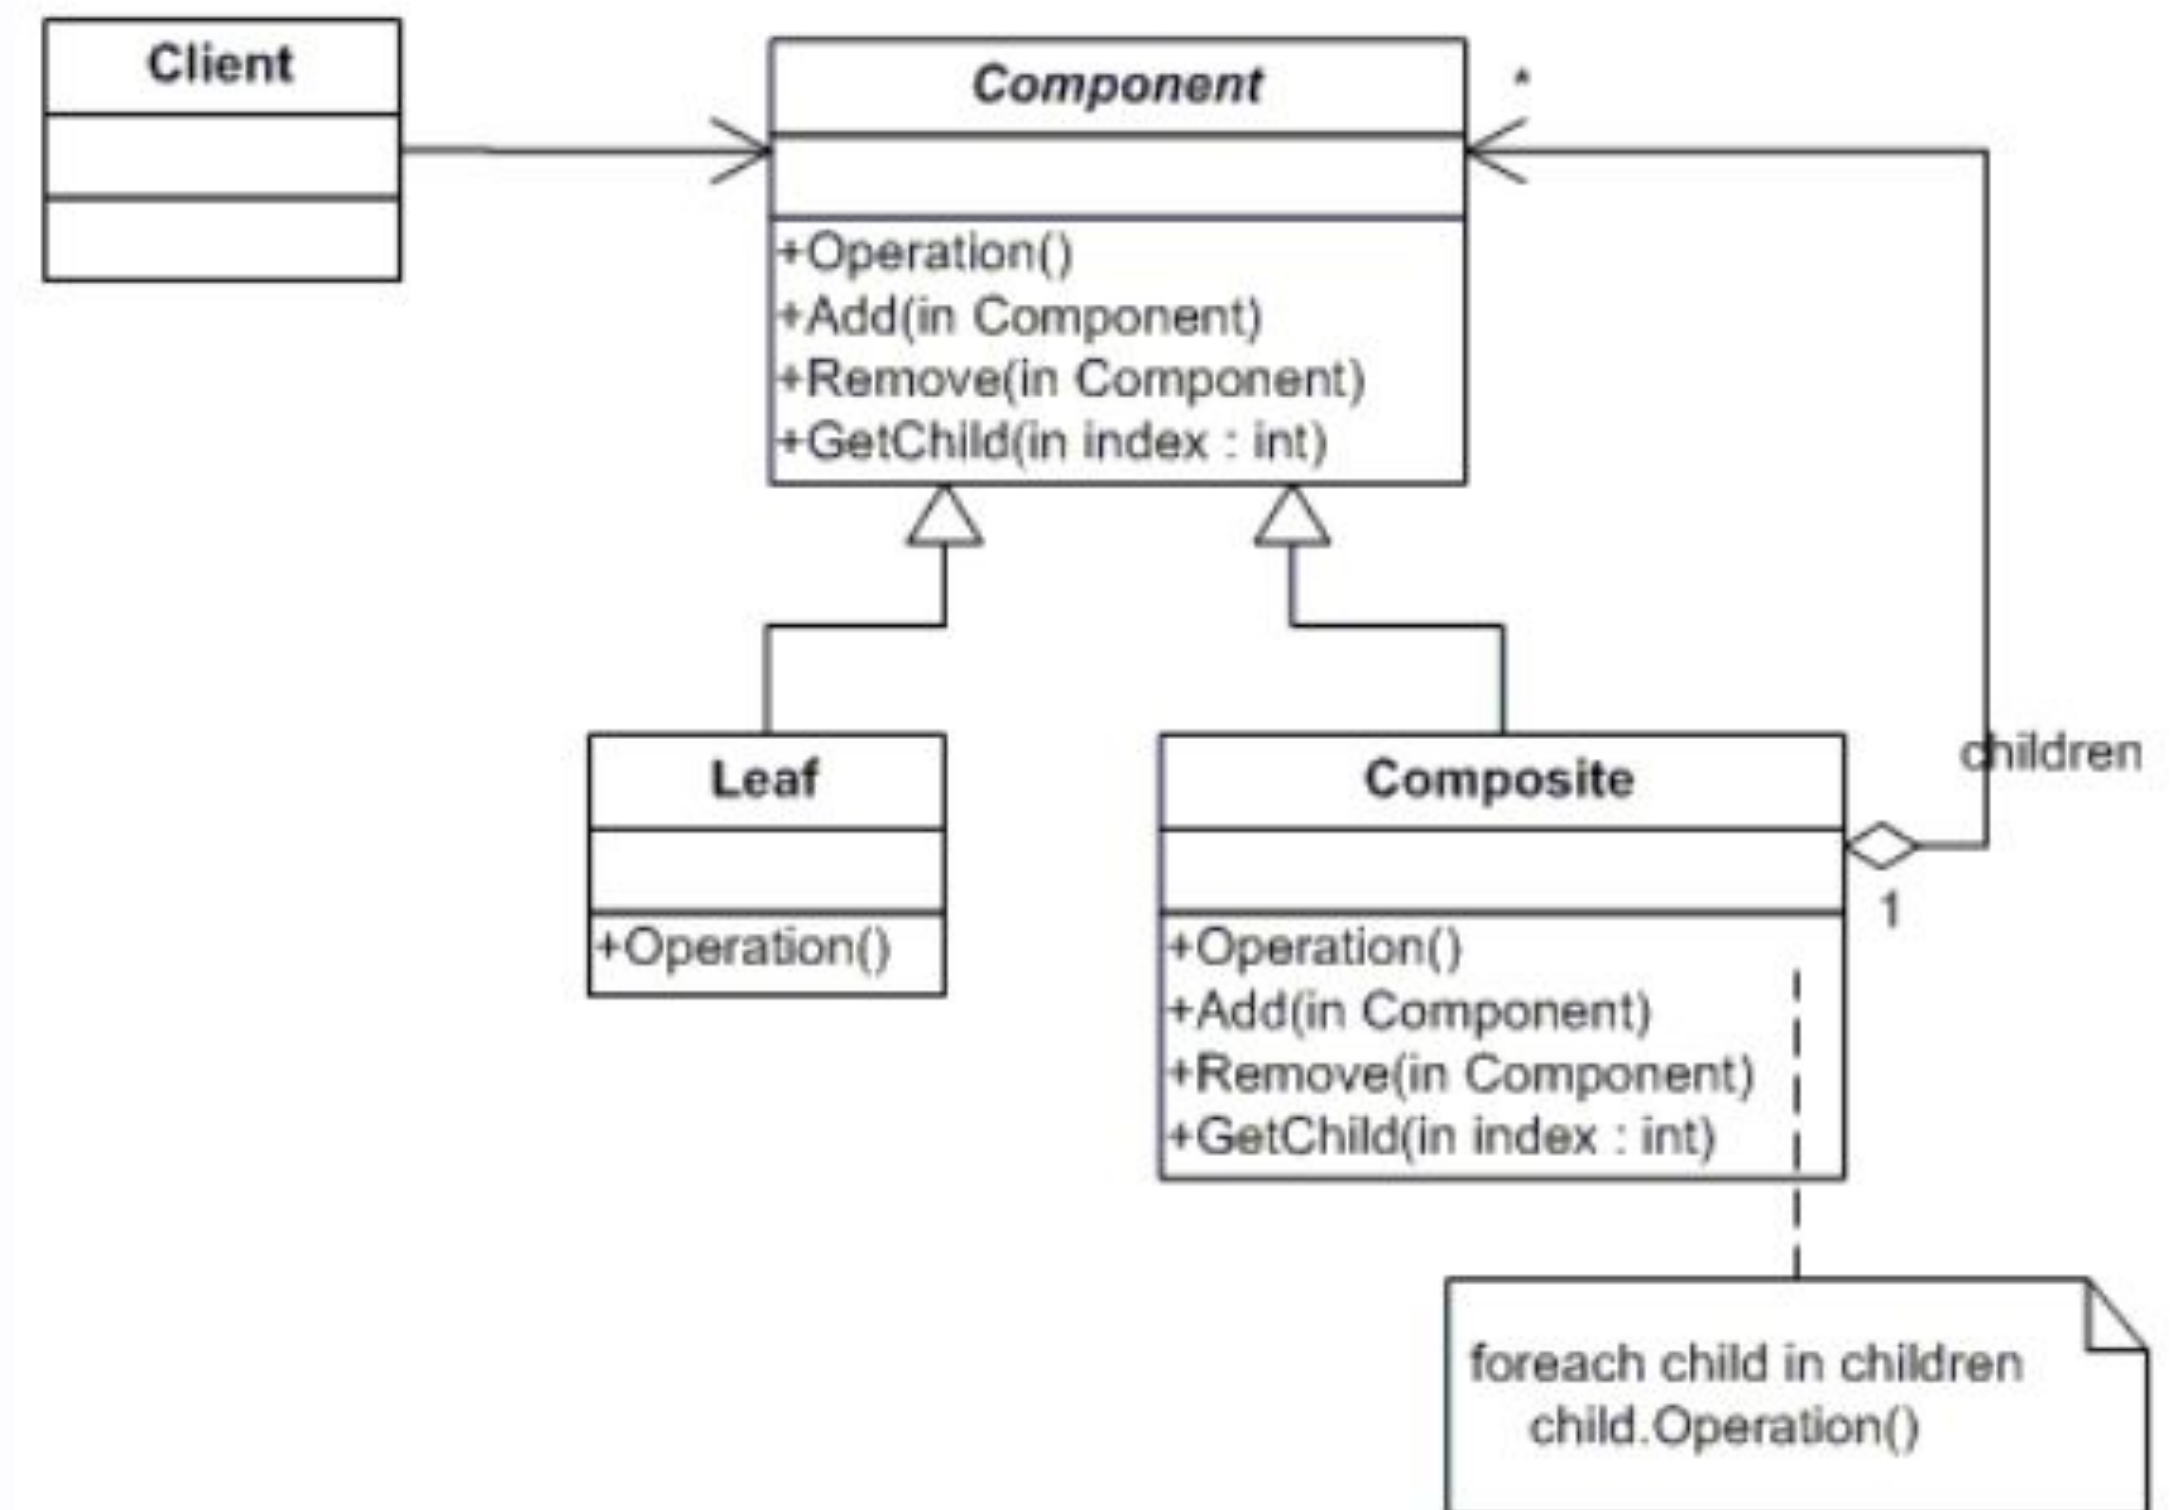 Client
Component
*
+Operation()
+Add(in Component)
+Remove(in Component)
+GetChild(in index : int)
children
Leaf
+Operation()
Composite
1
+Operation()
+Add(in Component)
+Remove(in Component)
+GetChild(in index : int)
foreach child in children
child.Operation()